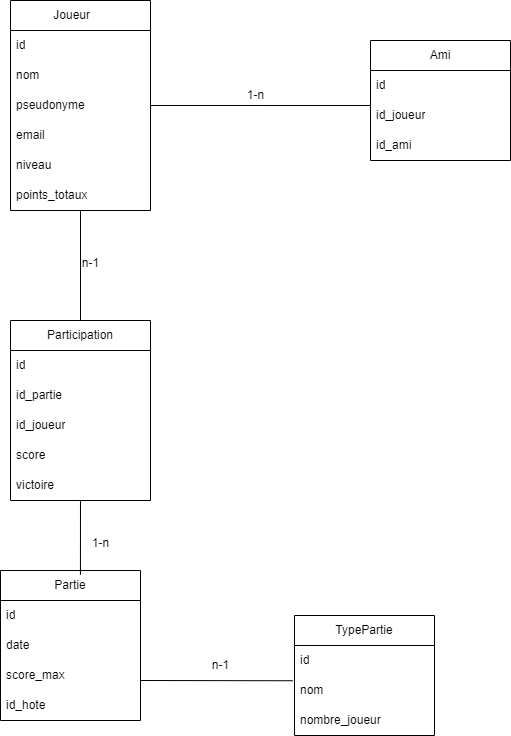 Joueur
id
nom
pseudonyme
email
niveau
points_totaux
1-n
Ami
id
id_joueur
id_ami
n-1
Participation
id
id_partie
id_joueur
score
victoire
1-n
Partie
id
date
score_max
id_hote
n-1
TypePartie
id
nom
nombre_joueur